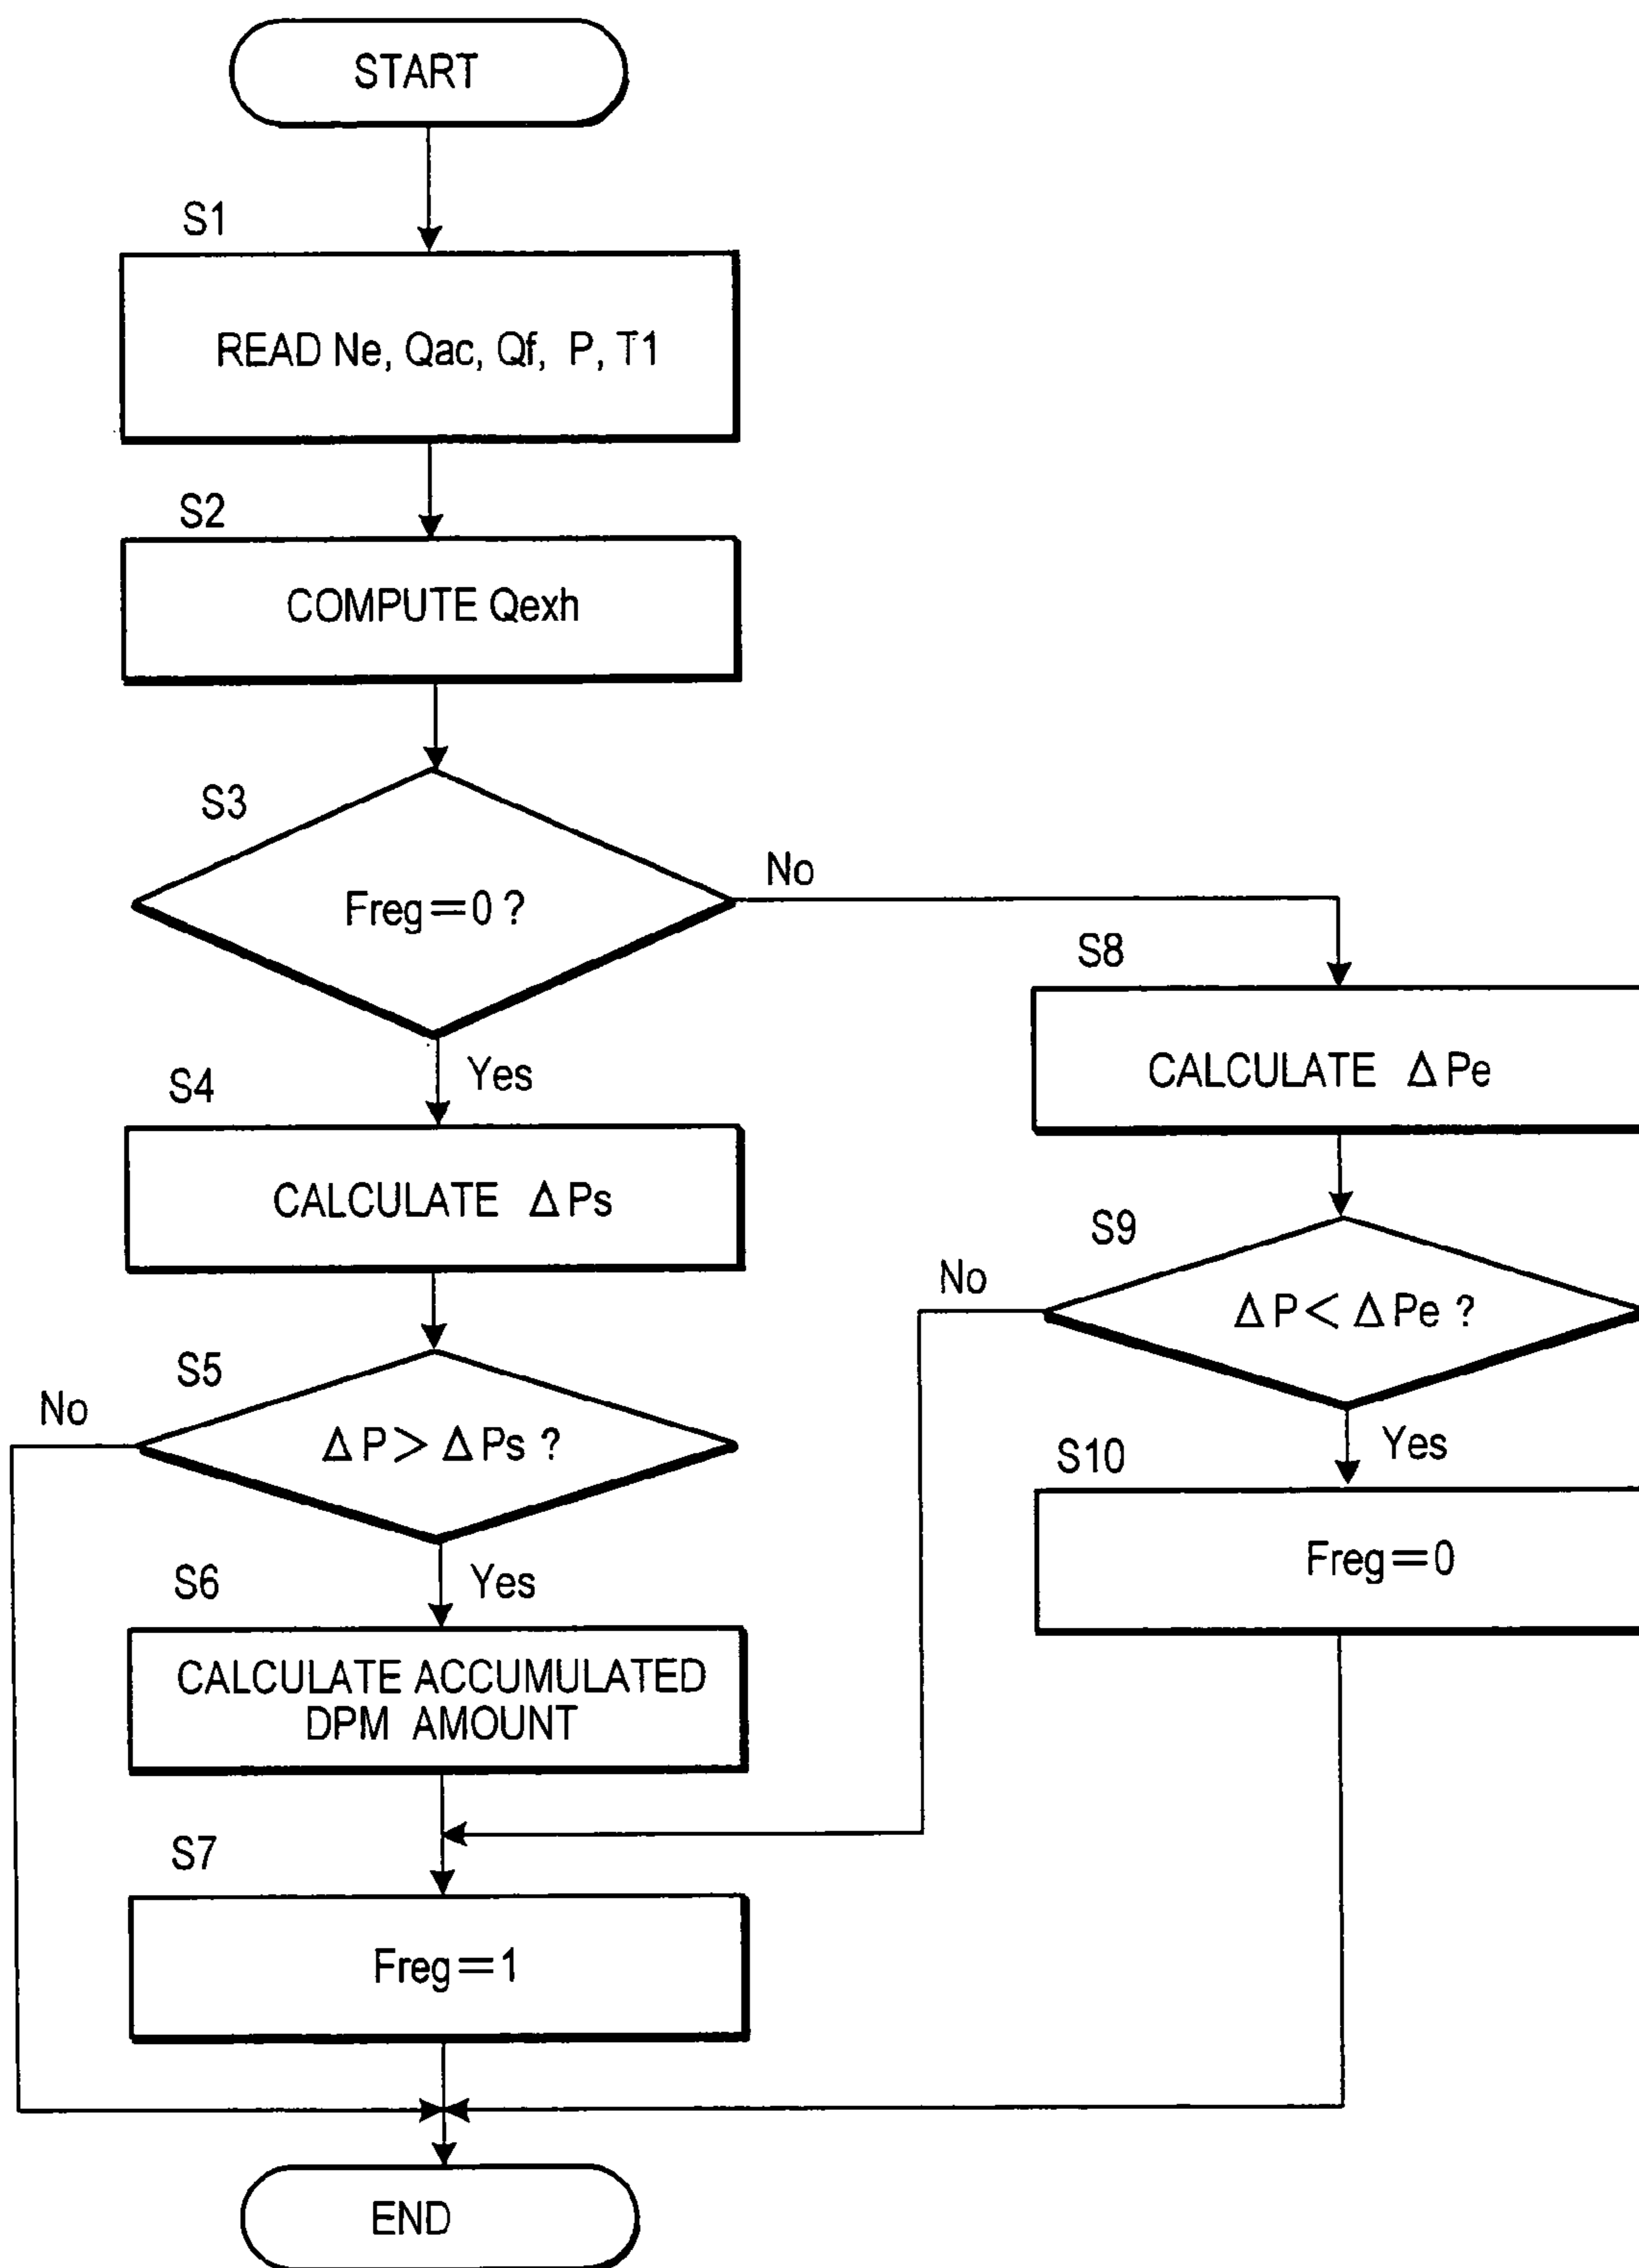 START
S1
READ Ne, Qac, Qf, P, T1
S2
COMPUTE Qexh
S3
Freg=0 ?
No
Yes
S4
CALCULATE ΔPs
S5
No
ΔP> ΔPs ?
Yes
S6
CALCULATE ACCUMULATED
DPM AMOUNT
S7
Freg=1
S8
CALCULATE ΔPe
S9
No
ΔP< ΔPe ?
Yes
S10
Freg=0
END